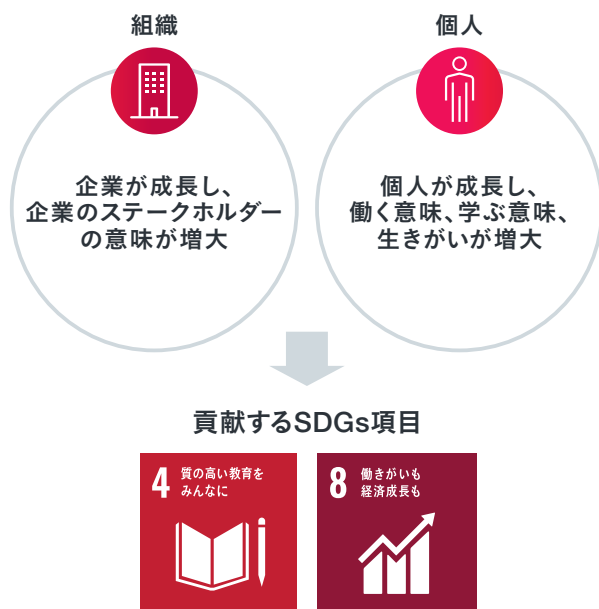 組織
個人
企業が成長し、
企業のステークホルダー
の意味が増大
個人が成長し、
働く意味、学ぶ意味、
生きがいが増大
貢献するSDGs項目
4 質の高い教育を
みんなに
8 働きがいも
経済成長も